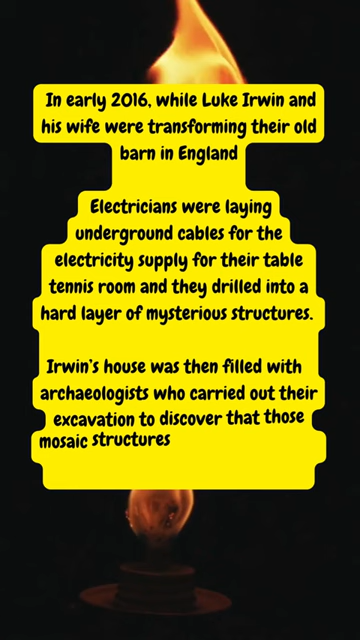 In early 2016, while Luke Irwin and
his wife were transforming their old
barn in England
Electricians were laying
underground cables for the
electricity supply for their table
tennis room and they drilled into a
hard layer of mysterious structures.
Irwin's house was then filled with
archaeologists who carried out their
excavation to discover that those
mosaic structures